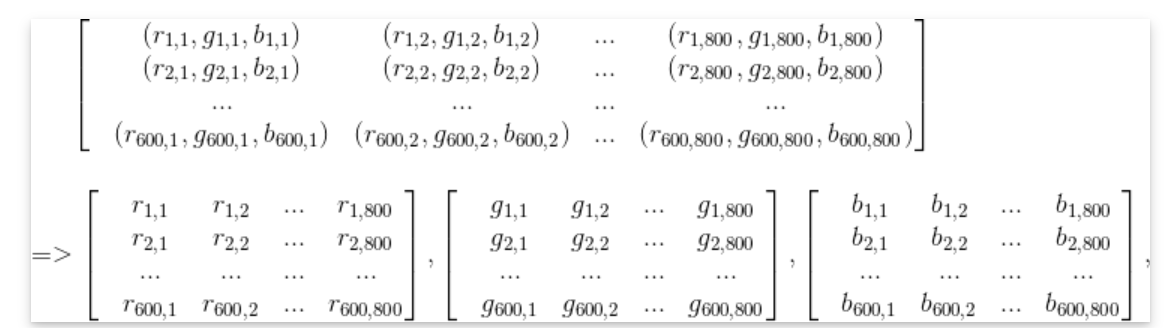 (r1,1, g1,1, b1,1) (r1,2, g1,2, b1,2) ... (r1,800, g1,800, b1,800)
(r2,1, g2,1, b2,1) (r2,2, g2,2, b2,2) ... (r2,800, g2,800, b2,800)
... ... ... ...
(r600,1, g600,1, b600,1) (r600,2, g600,2, b600,2) ... (r600,800, g600,800, b600,800)
=> [ r1,1 r1,2 ... r1,800 ] , [ g1,1 g1,2 ... g1,800 ] , [ b1,1 b1,2 ... b1,800 ] ,
r2,1 r2,2 ... r2,800 g2,1 g2,2 ... g2,800 b2,1 b2,2 ... b2,800
... ... ... ... ... ... ... ... ... ... ... ...
r600,1 r600,2 ... r600,800 g600,1 g600,2 ... g600,800 b600,1 b600,2 ... b600,800